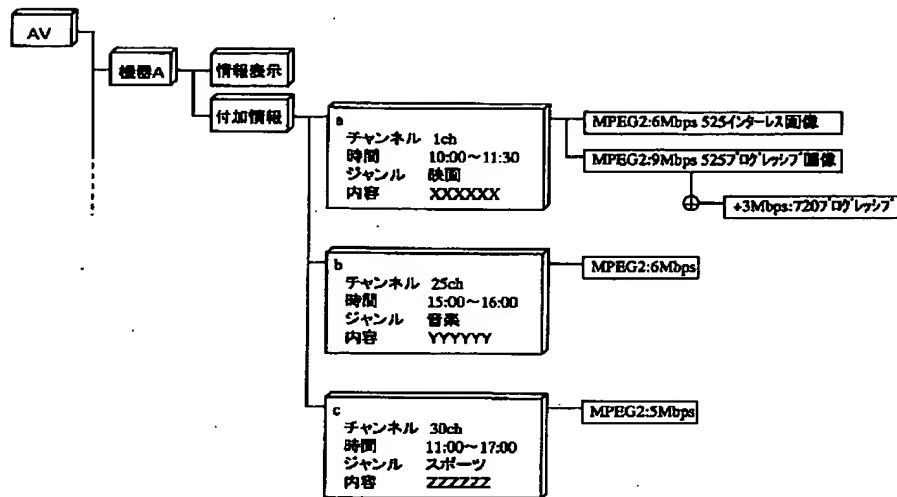 AV
機器A
情報表示
付加情報
a
チャンネル 1ch
時間 10:00～11:30
ジャンル 映画
内容 XXXXXX
MPEG2:6Mbps 525インターレス画像
MPEG2:9Mbps 525プログレッシブ画像
+3Mbps:720プログレッシブ
b
チャンネル 25ch
時間 15:00～16:00
ジャンル 音楽
内容 YYYYYY
MPEG2:6Mbps
c
チャンネル 30ch
時間 11:00～17:00
ジャンル スポーツ
内容 ZZZZZZ
MPEG2:5Mbps